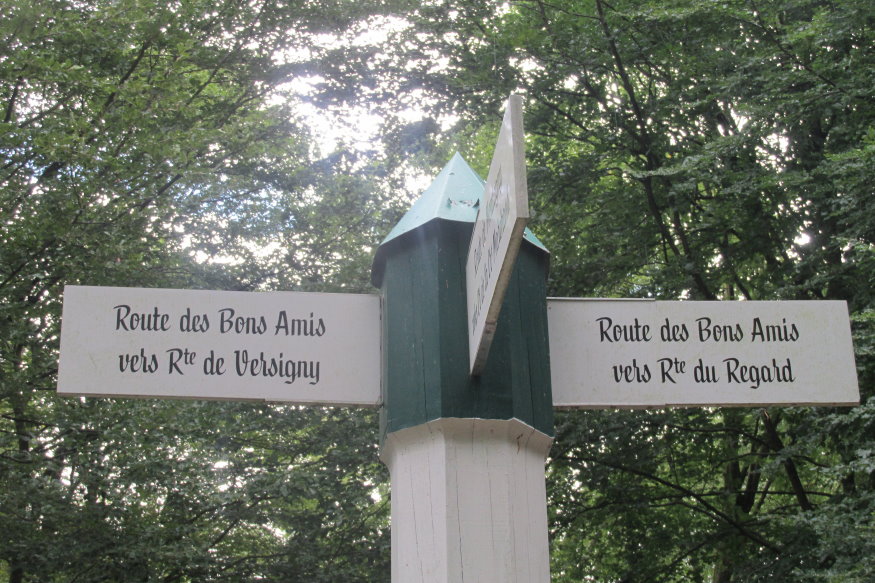 Route des Bons Amis
vers Rte de Versigny
Route des Bons Amis
vers Rte du Regard